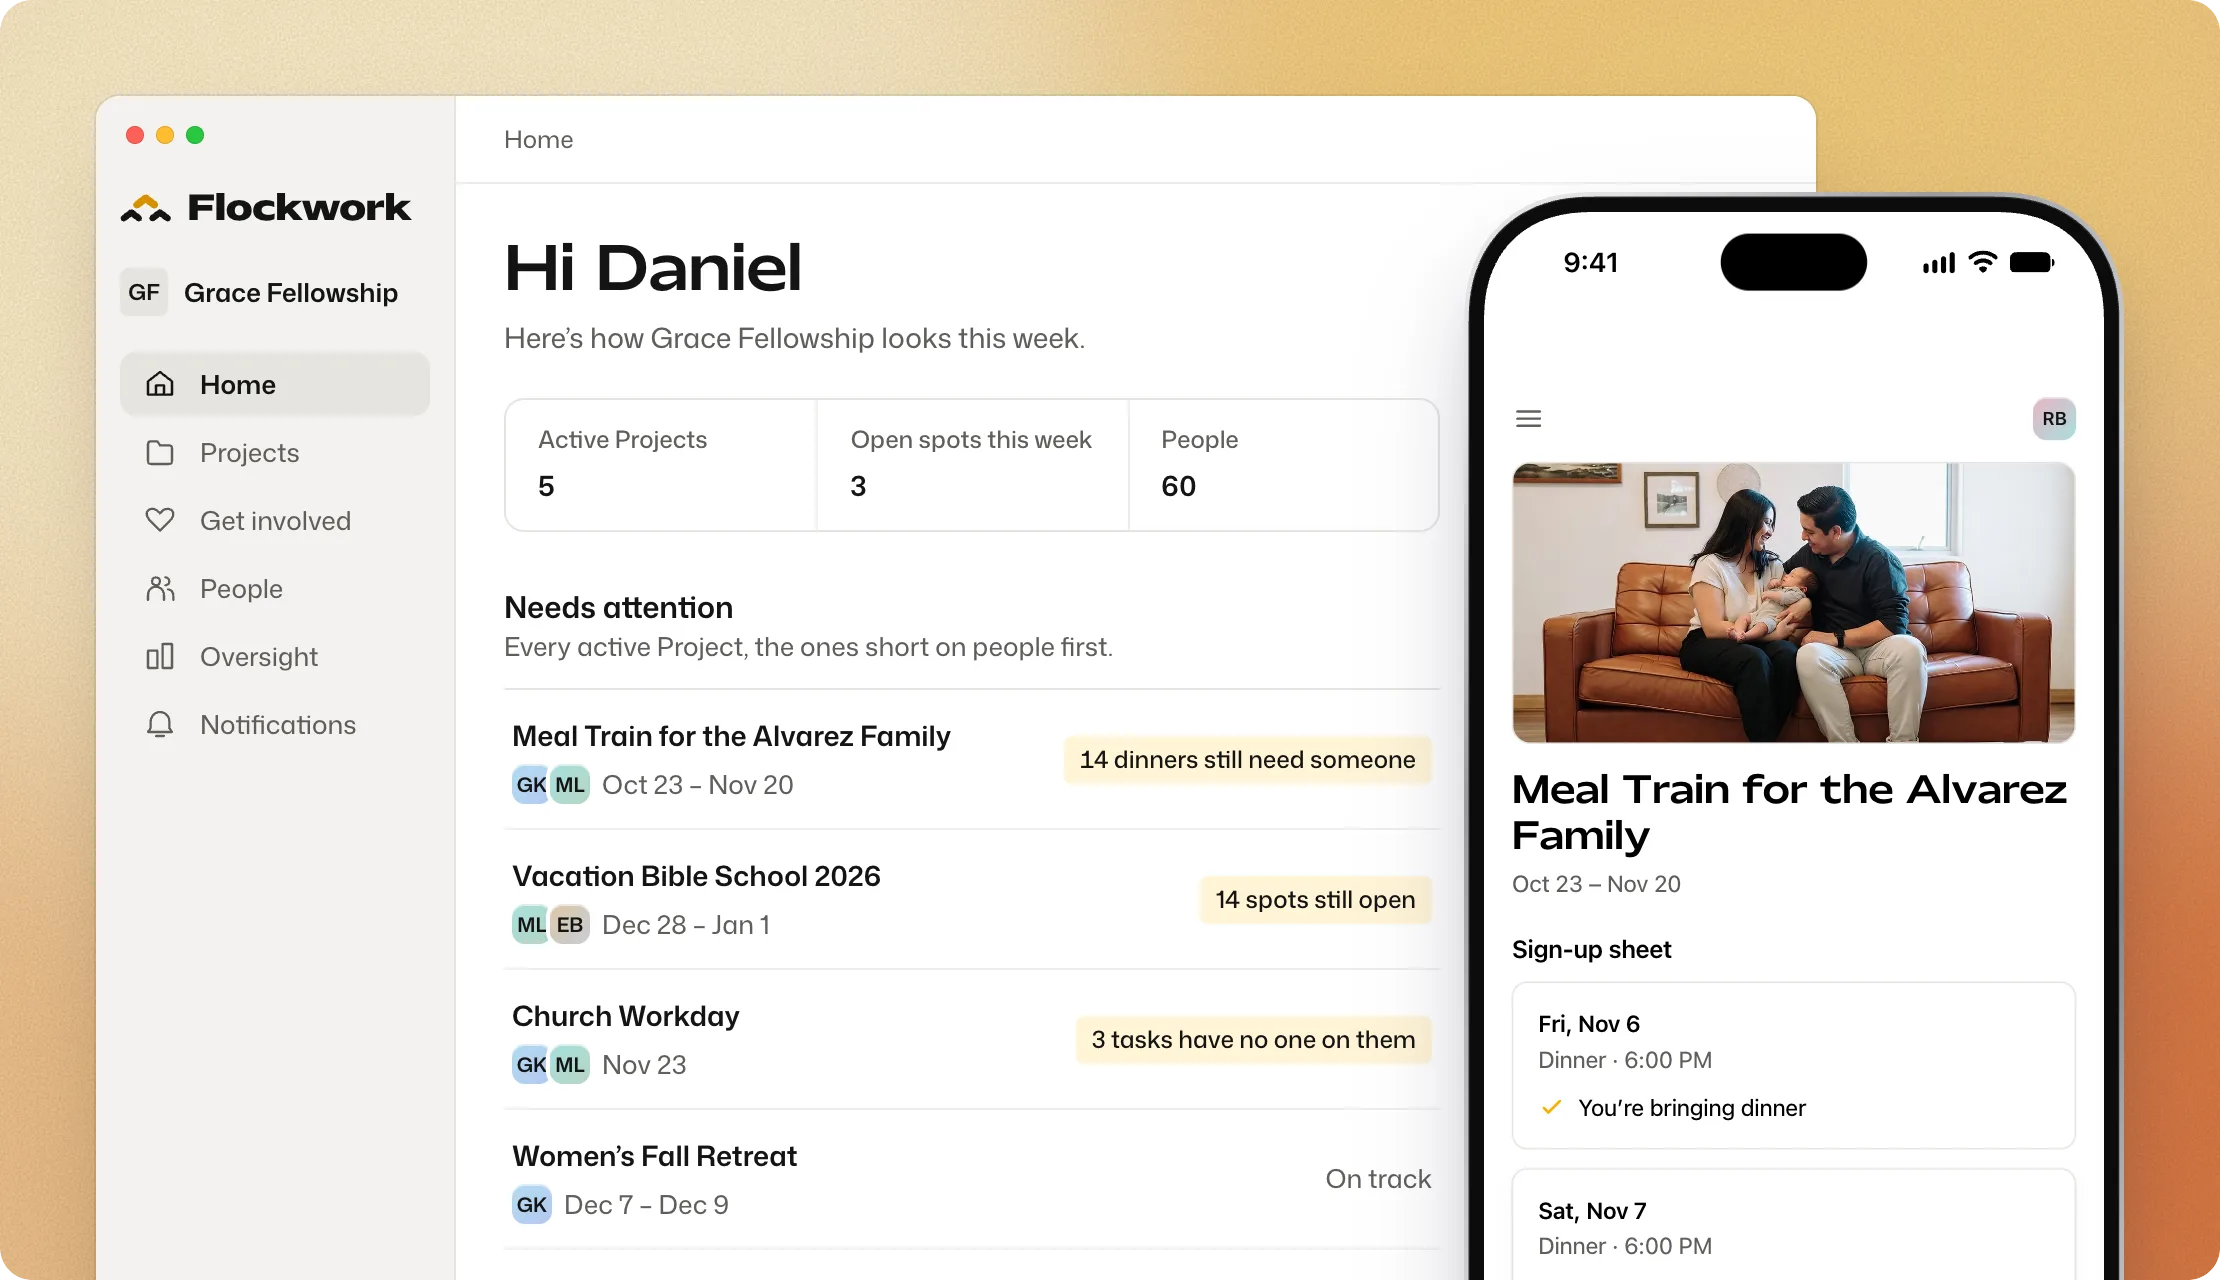 Flockwork
GF Grace Fellowship
Home
Projects
Get involved
People
Oversight
Notifications
Home
Hi Daniel
Here’s how Grace Fellowship looks this week.
Active Projects
5
Open spots this week
3
People
60
Needs attention
Every active Project, the ones short on people first.
Meal Train for the Alvarez Family
GK ML Oct 23 – Nov 20
14 dinners still need someone
Vacation Bible School 2026
ML EB Dec 28 – Jan 1
14 spots still open
Church Workday
GK ML Nov 23
3 tasks have no one on them
Women’s Fall Retreat
GK Dec 7 – Dec 9
On track
9:41
RB
Meal Train for the Alvarez
Family
Oct 23 – Nov 20
Sign-up sheet
Fri, Nov 6
Dinner · 6:00 PM
You’re bringing dinner
Sat, Nov 7
Dinner · 6:00 PM